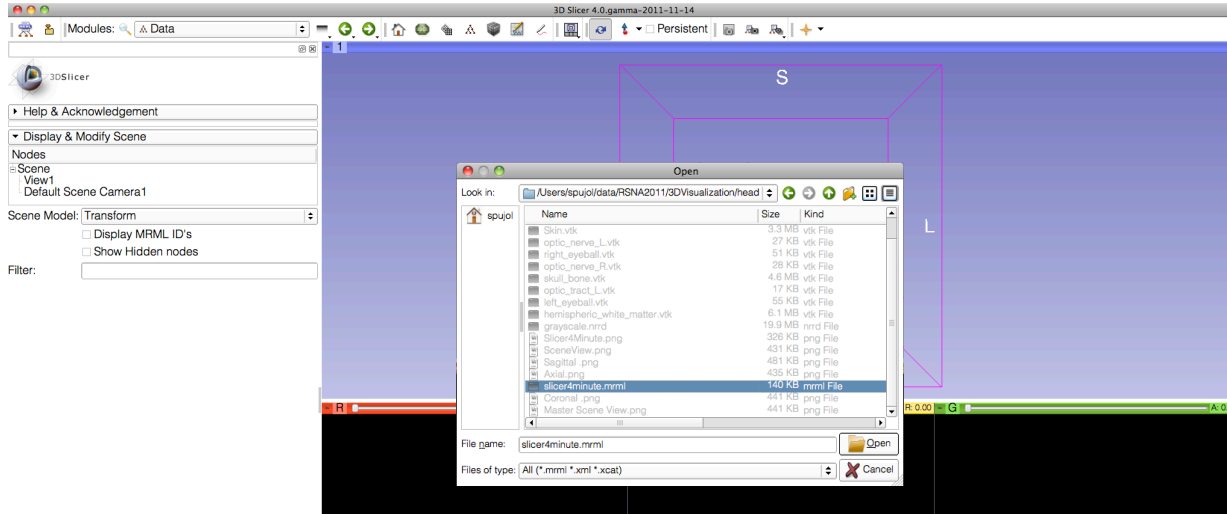 3D Slicer 4.0.gamma-2011-11-14
Modules: Data Persistent
1
3DSlicer
Help & Acknowledgement
Display & Modify Scene
Nodes
Scene
View1
Default Scene Camera1
Scene Model: Transform
Display MRML ID's
Show Hidden nodes
Filter:
S
L
Open
Look in: /Users/spujol/data/RSNA2011/3DVisualization/head
spujol
Name Size Kind
Skin.vtk 3.3 MB vtk File
optic_nerve_L.vtk 27 KB vtk File
right_eyeball.vtk 51 KB vtk File
optic_nerve_R.vtk 28 KB vtk File
skull_bone.vtk 4.6 MB vtk File
optic_tract_L.vtk 17 KB vtk File
left_eyeball.vtk 55 KB vtk File
hemispheric_white_matter.vtk 6.1 MB vtk File
grayscale.nrrd 19.9 MB nrrd File
Slicer4Minute.png 326 KB png File
SceneView.png 431 KB png File
Sagittal .png 481 KB png File
Axial.png 435 KB png File
slicer4minute.mrml 140 KB mrml File
Coronal .png 441 KB png File
Master Scene View.png 441 KB png File
File name: slicer4minute.mrml Open
Files of type: All (*.mrml *.xml *.xcat) Cancel
R R: 0.00 G A: 0